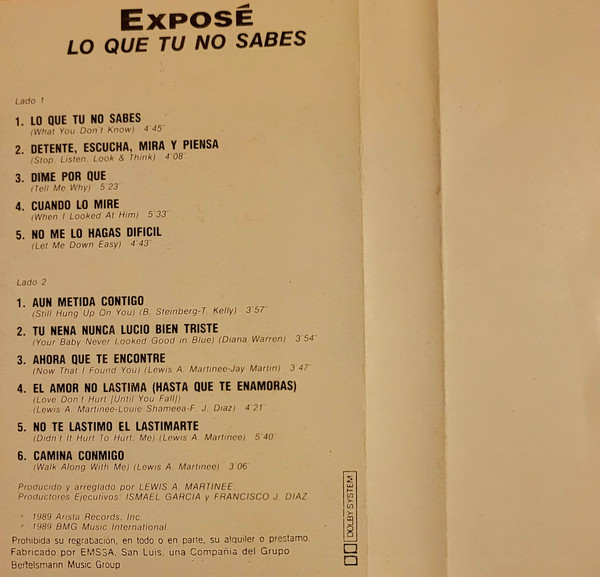 EXPOSÉ
LO QUE TU NO SABES
Lado 1
1. LO QUE TU NO SABES
(What You Don't Know) 4'45"
2. DETENTE, ESCUCHA, MIRA Y PIENSA
(Stop, Listen, Look & Think) 4'08"
3. DIME POR QUE
(Tell Me Why) 5'23"
4. CUANDO LO MIRE
(When I Looked At Him) 5'33"
5. NO ME LO HAGAS DIFICIL
(Let Me Down Easy) 4'43"
Lado 2
1. AUN METIDA CONTIGO
(Still Hung Up On You) (B. Steinberg-T. Kelly) 3'57"
2. TU NENA NUNCA LUCIO BIEN TRISTE
(Your Baby Never Looked Good in Blue) (Diana Warren) 3'54"
3. AHORA QUE TE ENCONTRE
(Now That I Found You) (Lewis A. Martinee-Jay Martin) 3'47"
4. EL AMOR NO LASTIMA (HASTA QUE TE ENAMORAS)
(Love Don't Hurt [Until You Fall])
(Lewis A. Martinee-Louie Shameea-F. J. Diaz) 4'21"
5. NO TE LASTIMO EL LASTIMARTE
(Didn't It Hurt To Hurt, Me) (Lewis A. Martinee) 5'40"
6. CAMINA CONMIGO
(Walk Along With Me) (Lewis A. Martinee) 3'06"
Producido y arreglado por LEWIS A. MARTINEE.
Productores Ejecutivos: ISMAEL GARCIA y FRANCISCO J. DIAZ
1989 Arista Records, Inc.
1989 BMG Music International.
Prohibida su regrabación, en todo o en parte, su alquiler o prestamo.
Fabricado por EMSSA, San Luis, una Compañía del Grupo
Bertelsmann Music Group
DOLBY SYSTEM